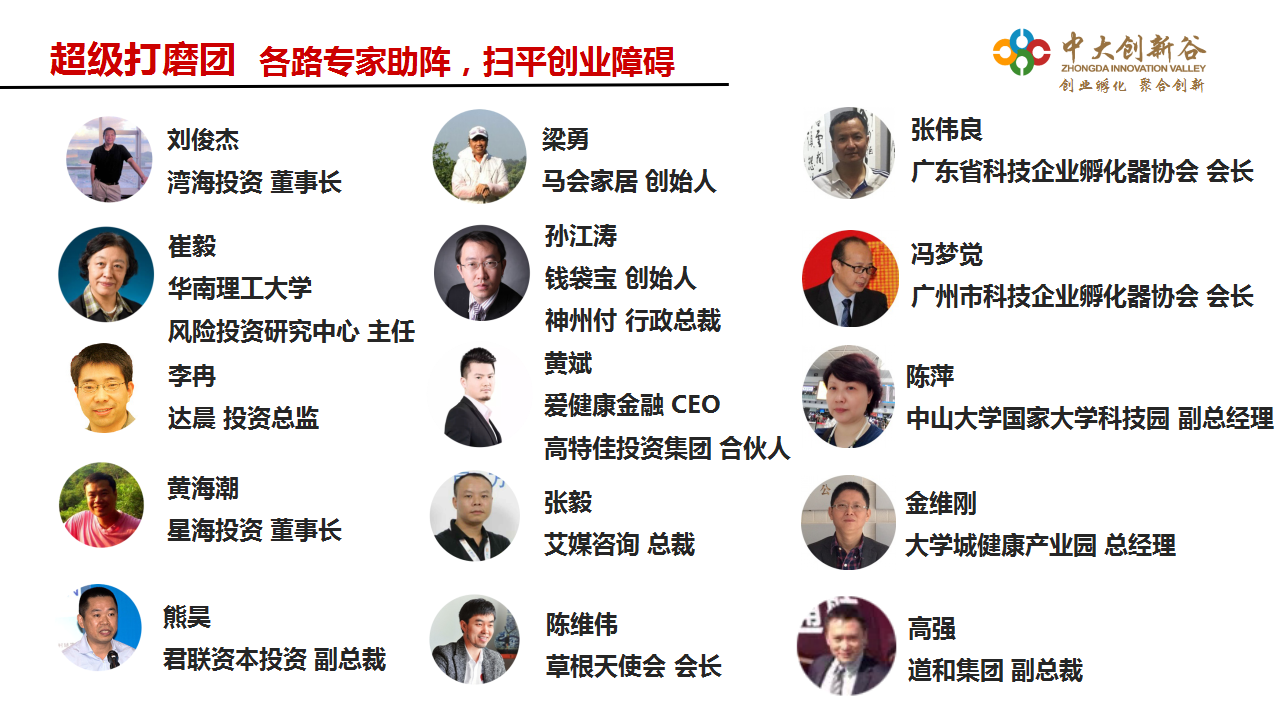 超级打磨团 各路专家助阵，扫平创业障碍
中大创新谷
ZHONGDA INNOVATION VALLEY
创业孵化 聚合创新
刘俊杰
湾海投资 董事长
崔毅
华南理工大学
风险投资研究中心 主任
李冉
达晨 投资总监
黄海潮
星海投资 董事长
熊昊
君联资本投资 副总裁
梁勇
马会家居 创始人
孙江涛
钱袋宝 创始人
神州付 行政总裁
黄斌
爱健康金融 CEO
高特佳投资集团 合伙人
张毅
艾媒咨询 总裁
陈维伟
草根天使会 会长
张伟良
广东省科技企业孵化器协会 会长
冯梦觉
广州市科技企业孵化器协会 会长
陈萍
中山大学国家大学科技园 副总经理
金维刚
大学城健康产业园 总经理
高强
道和集团 副总裁